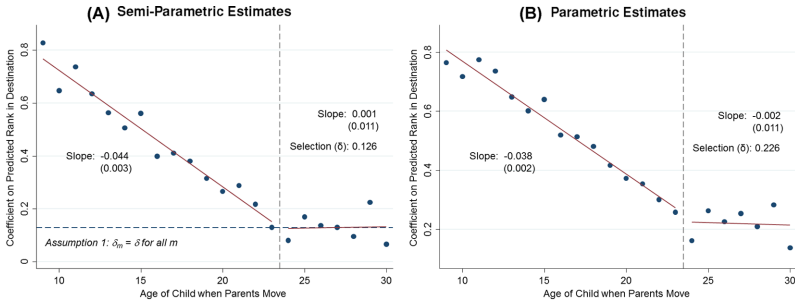 (A) Semi-Parametric Estimates
Coefficient on Predicted Rank in Destination
0.8
0.6
0.4
0.2
0
Slope: -0.044
(0.003)
Slope: 0.001
(0.011)
Selection (δ): 0.126
Assumption 1: δm = δ for all m
10
15
20
25
30
Age of Child when Parents Move
(B) Parametric Estimates
Coefficient on Predicted Rank in Destination
0.8
0.6
0.4
0.2
Slope: -0.038
(0.002)
Slope: -0.002
(0.011)
Selection (δ): 0.226
10
15
20
25
30
Age of Child when Parents Move